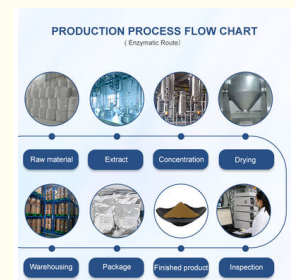 PRODUCTION PROCESS FLOW CHART
( Enzymatic Route)
Raw material
Extract
Concentration
Drying
Warehousing
Package
Finished product
Inspection